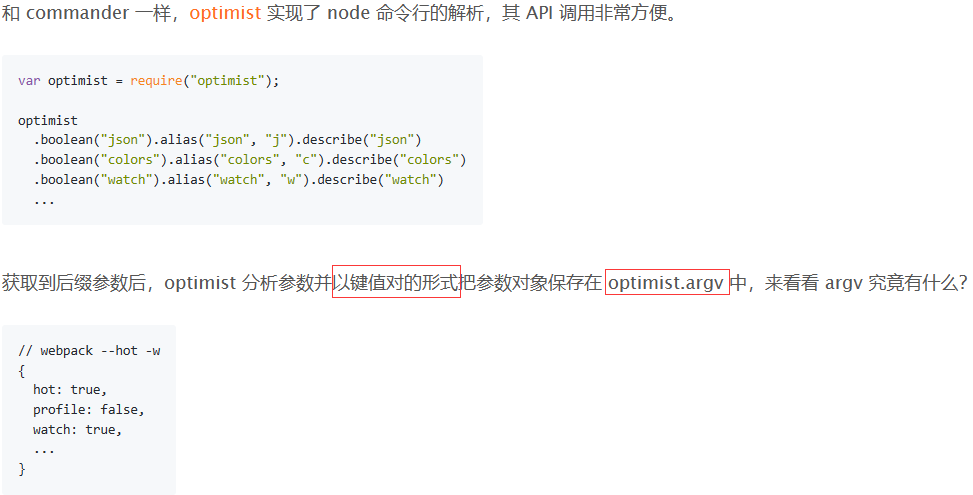 和 commander 一样，optimist 实现了 node 命令行的解析，其 API 调用非常方便。
var optimist = require("optimist");
optimist
.boolean("json").alias("json", "j").describe("json")
.boolean("colors").alias("colors", "c").describe("colors")
.boolean("watch").alias("watch", "w").describe("watch")
...
获取到后缀参数后，optimist 分析参数并以键值对的形式把参数对象保存在 optimist.argv 中，来看看 argv 究竟有什么？
// webpack --hot -w
{
hot: true,
profile: false,
watch: true,
...
}